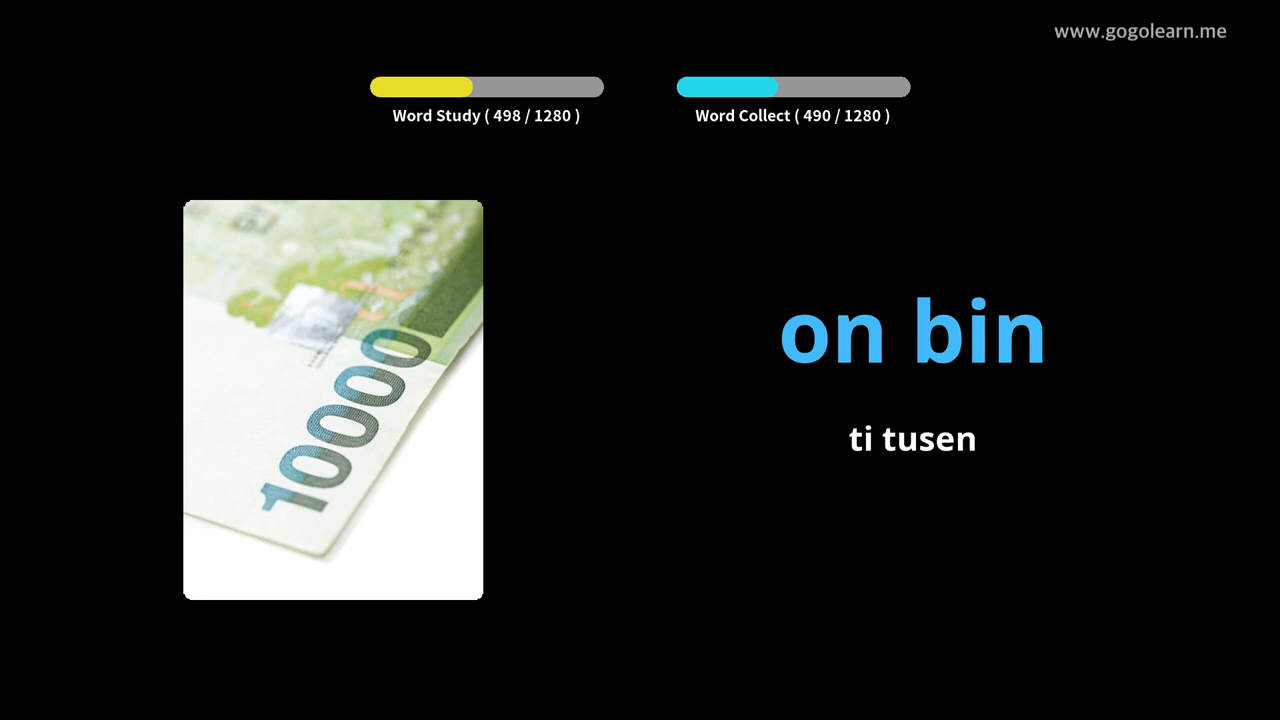 www.gogolearn.me
Word Study ( 498 / 1280 )
Word Collect ( 490 / 1280 )
10000
on bin
ti tusen